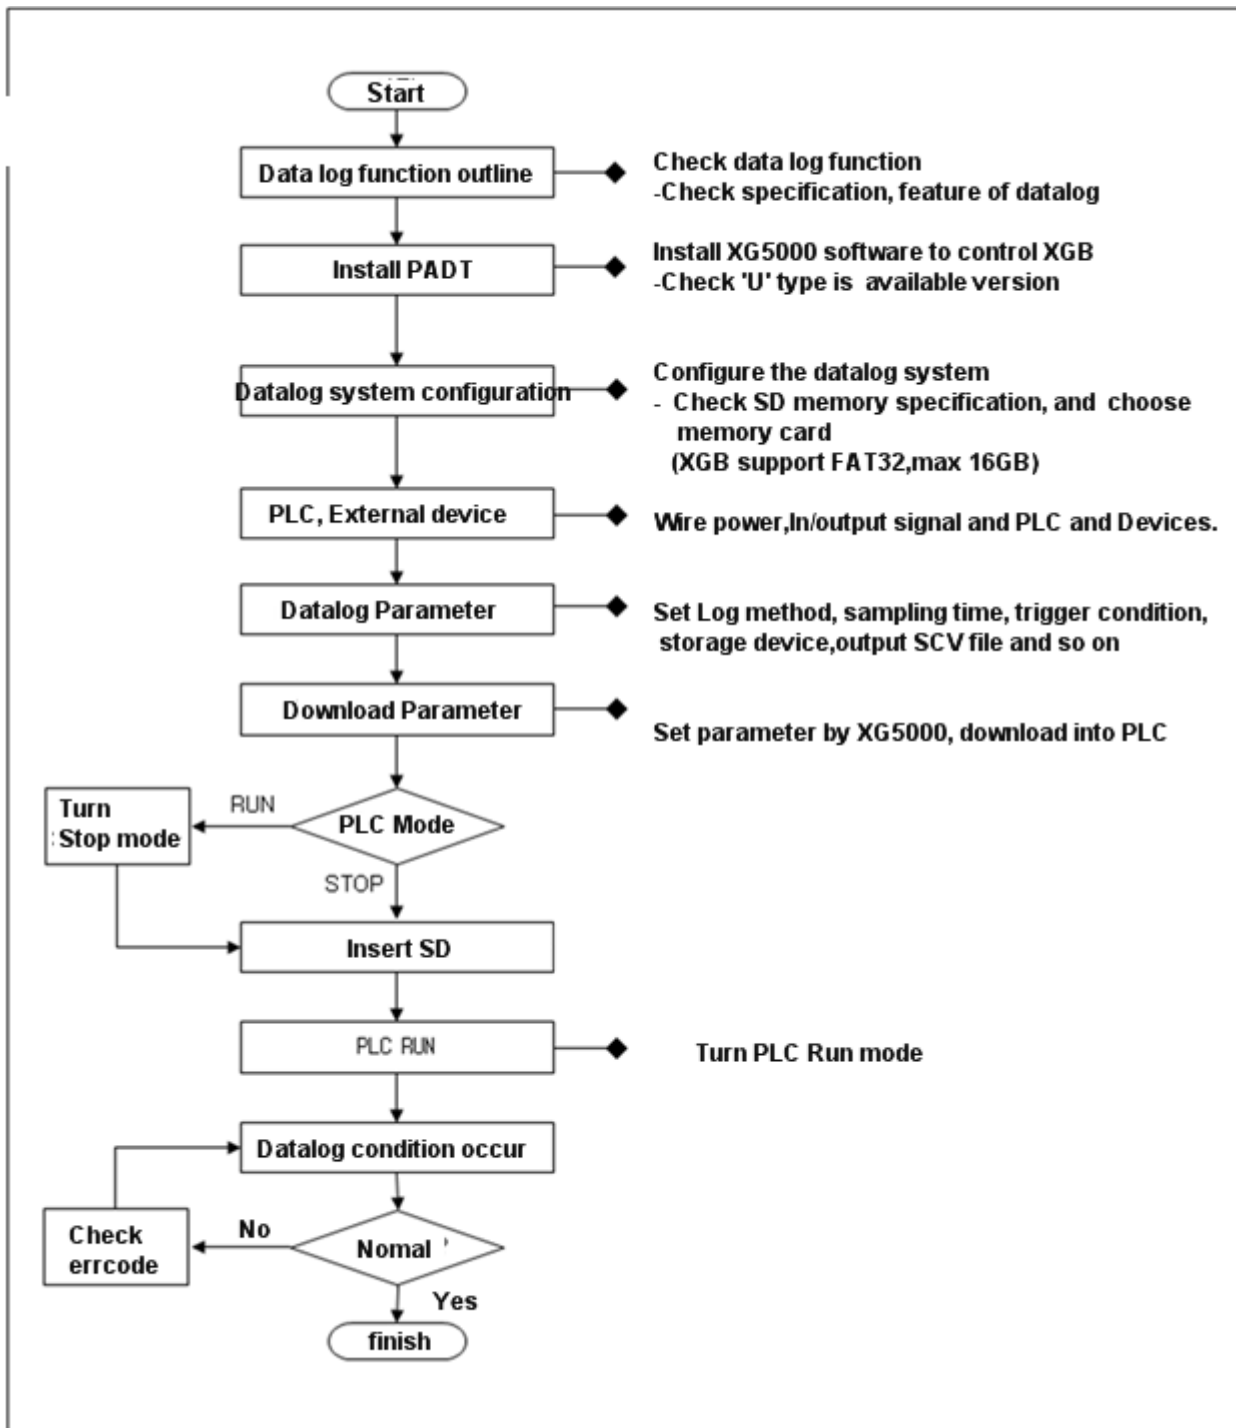 Start
Data log function outline
Check data log function
-Check specification, feature of datalog
Install PADT
Install XG5000 software to control XGB
-Check 'U' type is available version
Datalog system configuration
Configure the datalog system
- Check SD memory specification, and choose
memory card
(XGB support FAT32,max 16GB)
PLC, External device
Wire power,In/output signal and PLC and Devices.
Datalog Parameter
Set Log method, sampling time, trigger condition,
storage device,output SCV file and so on
Download Parameter
Set parameter by XG5000, download into PLC
Turn
Stop mode
RUN
PLC Mode
STOP
Insert SD
PLC RUN
Turn PLC Run mode
Datalog condition occur
Check
errcode
No
Nomal
Yes
finish